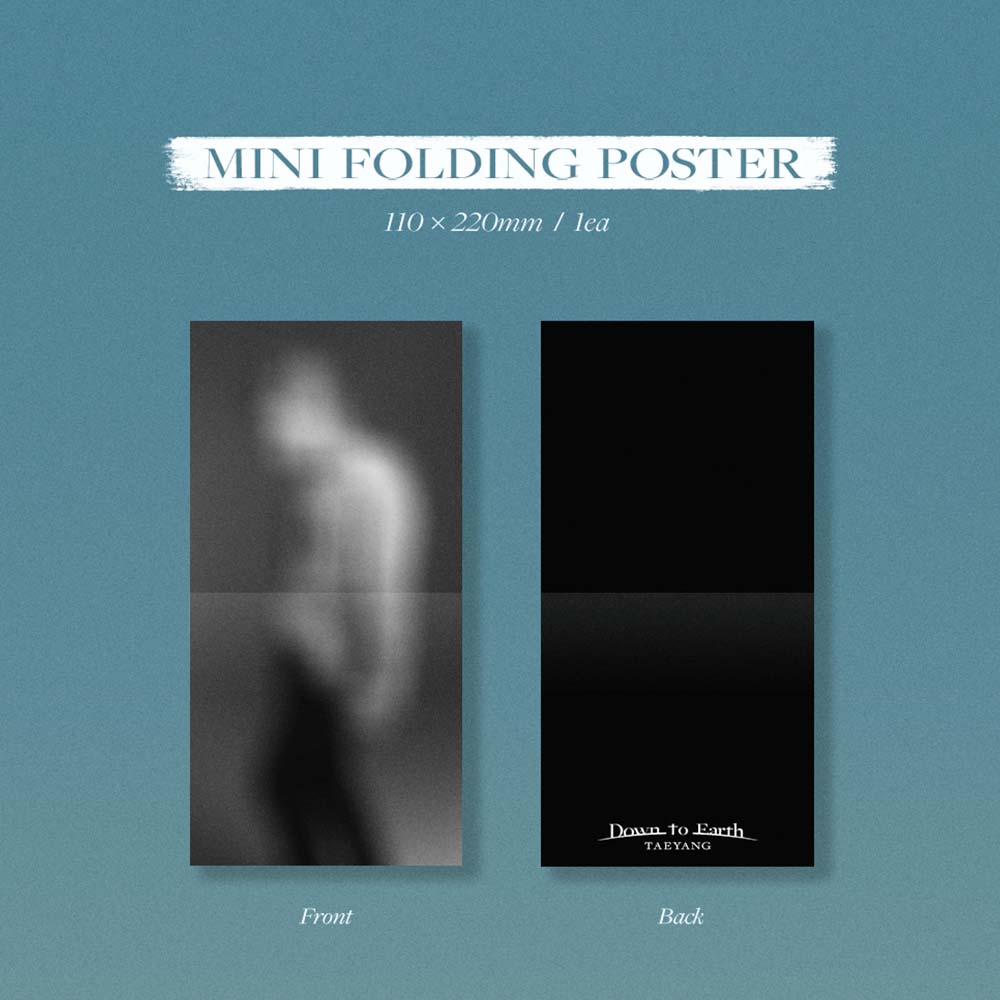 MINI FOLDING POSTER
110 × 220mm / 1ea
Down to Earth
TAEYANG
Front
Back